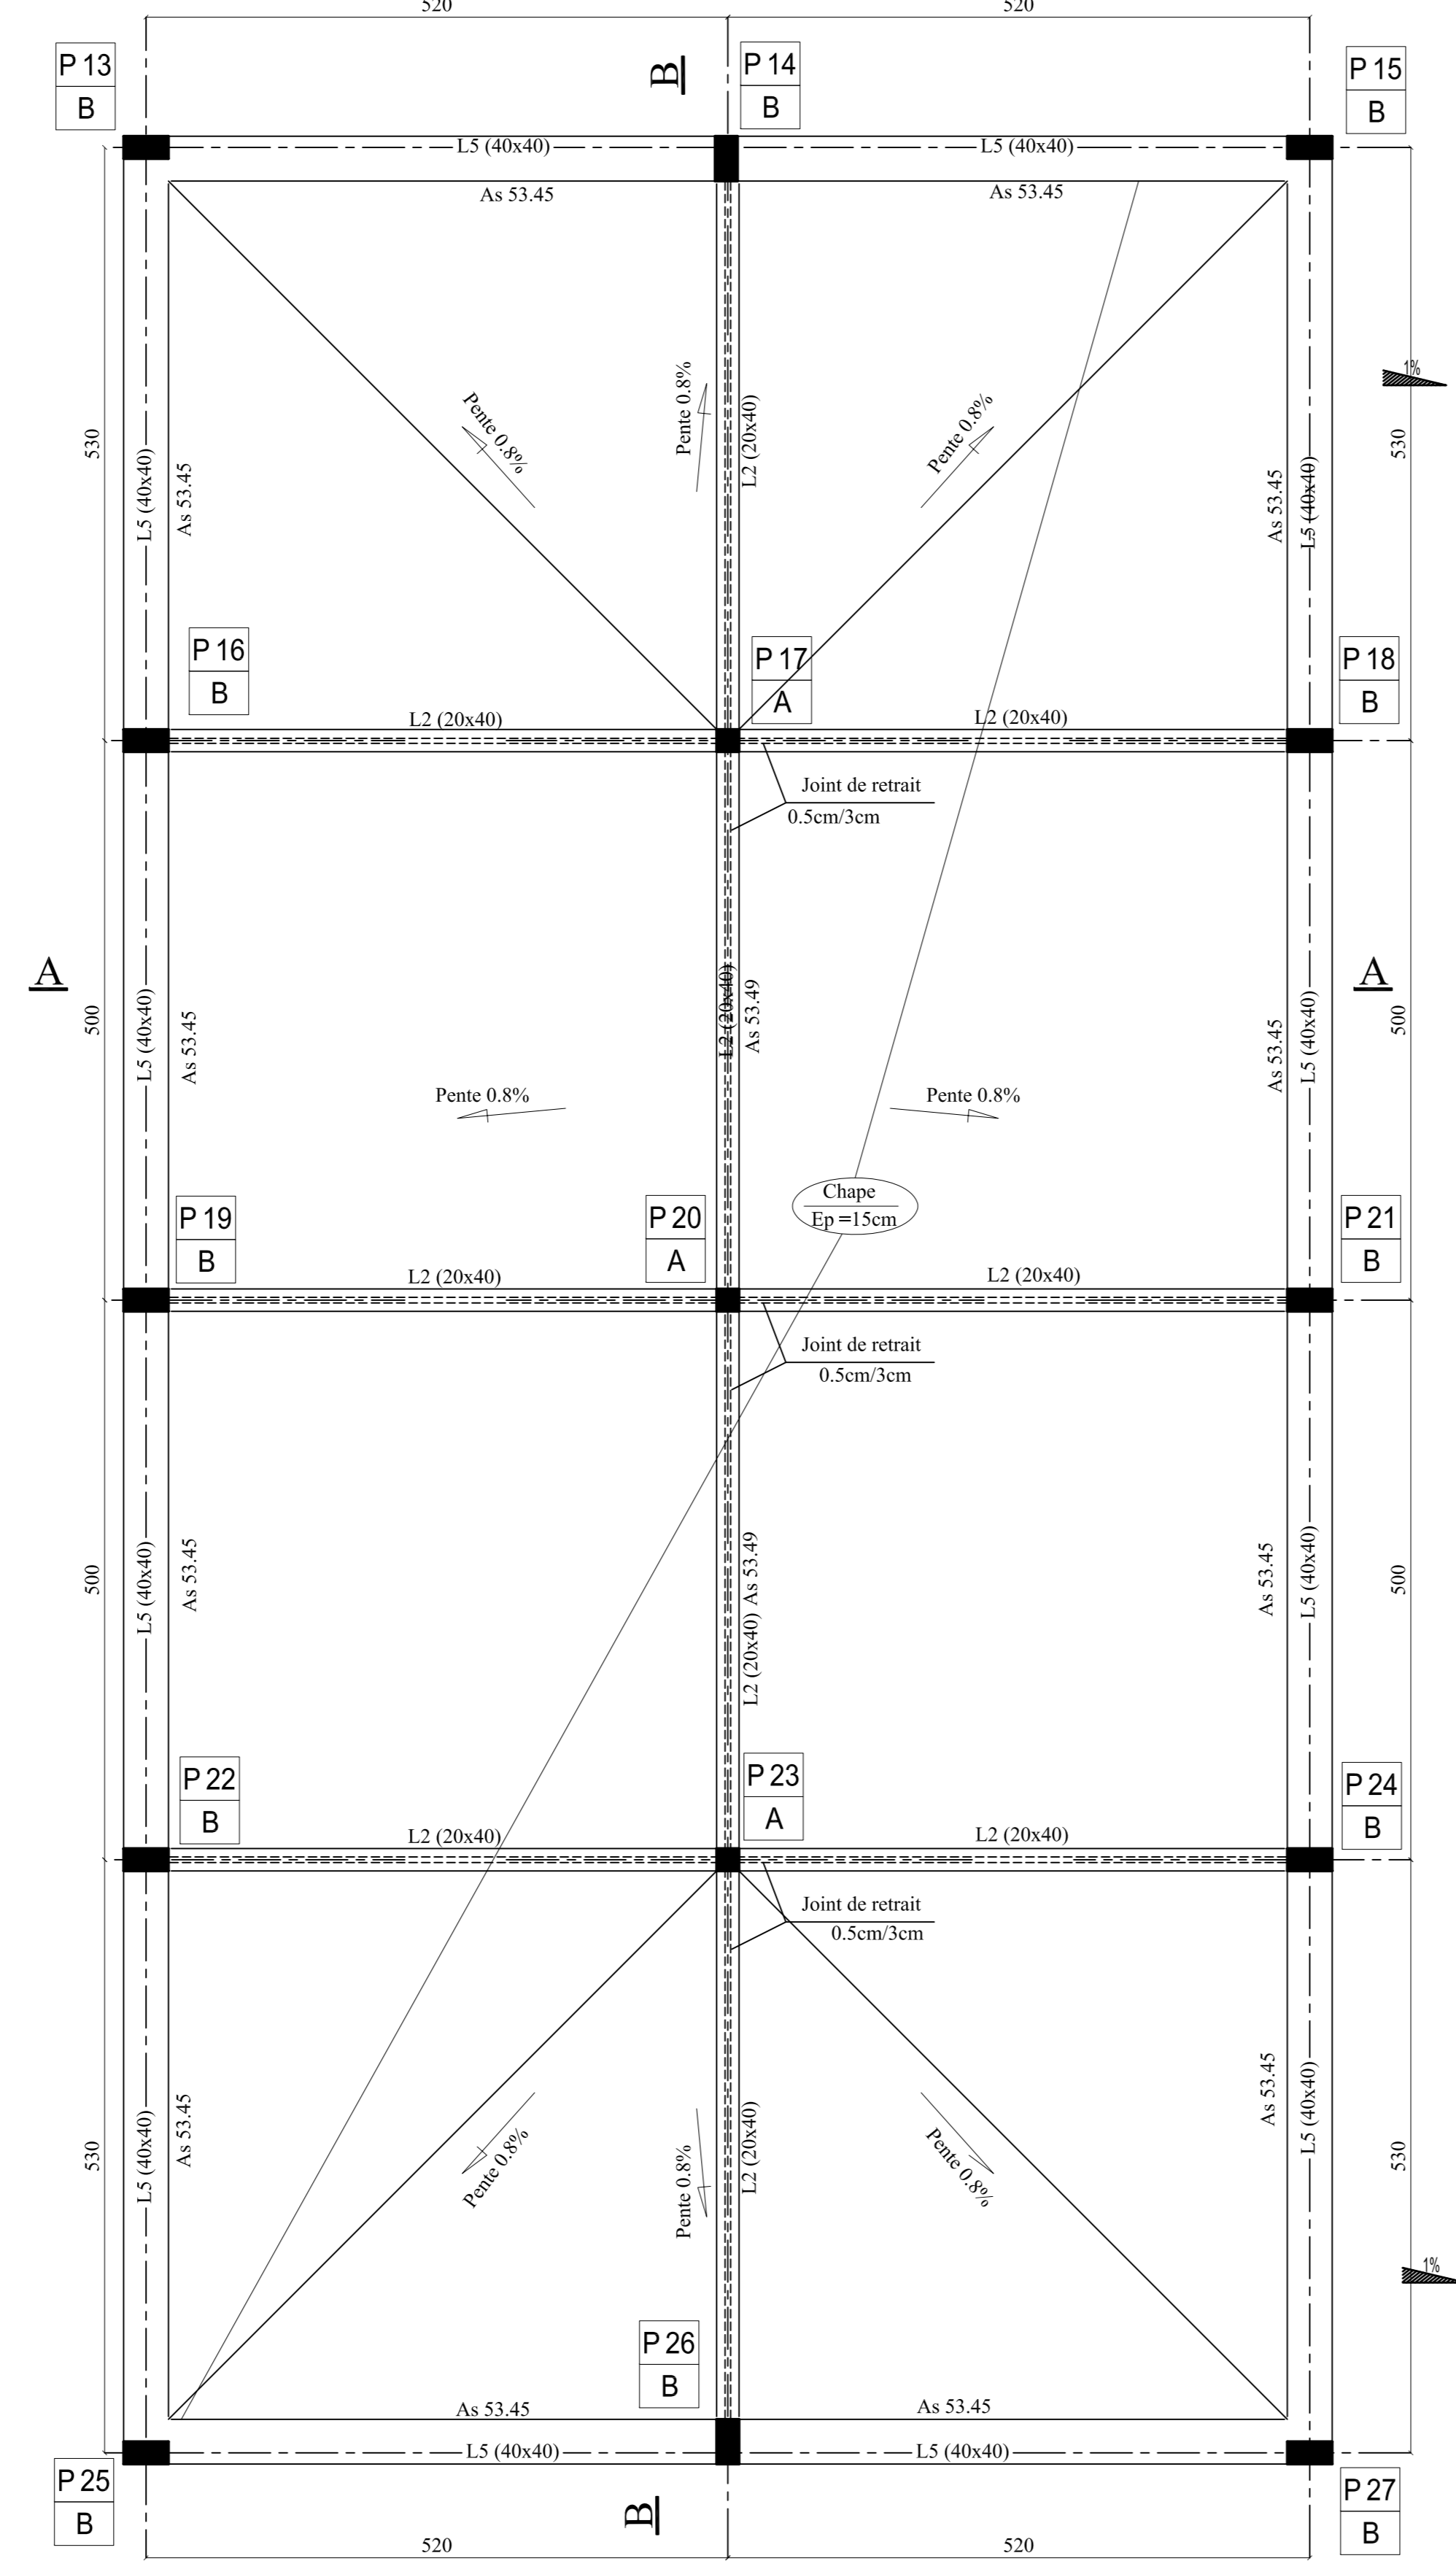 520
520
P 13
B
B
P 14
B
P 15
B
L5 (40x40)
L5 (40x40)
As 53.45
As 53.45
Pente 0.8%
Pente 0.8%
L2 (20x40)
Pente 0.8%
1%
530
L5 (40x40)
As 53.45
As 53.45
L5 (40x40)
530
P 16
B
P 17
A
P 18
B
L2 (20x40)
L2 (20x40)
Joint de retrait
0.5cm/3cm
A
A
500
L5 (40x40)
As 53.45
L2 (20x40)
As 53.49
As 53.45
L5 (40x40)
500
Pente 0.8%
Pente 0.8%
Chape
Ep =15cm
P 19
B
P 20
A
P 21
B
L2 (20x40)
L2 (20x40)
Joint de retrait
0.5cm/3cm
500
L5 (40x40)
As 53.45
L2 (20x40) As 53.49
As 53.45
L5 (40x40)
500
P 22
B
P 23
A
P 24
B
L2 (20x40)
L2 (20x40)
Joint de retrait
0.5cm/3cm
530
L5 (40x40)
As 53.45
Pente 0.8%
Pente 0.8%
L2 (20x40)
Pente 0.8%
As 53.45
L5 (40x40)
530
1%
P 26
B
As 53.45
As 53.45
L5 (40x40)
L5 (40x40)
P 25
B
B
P 27
B
520
520